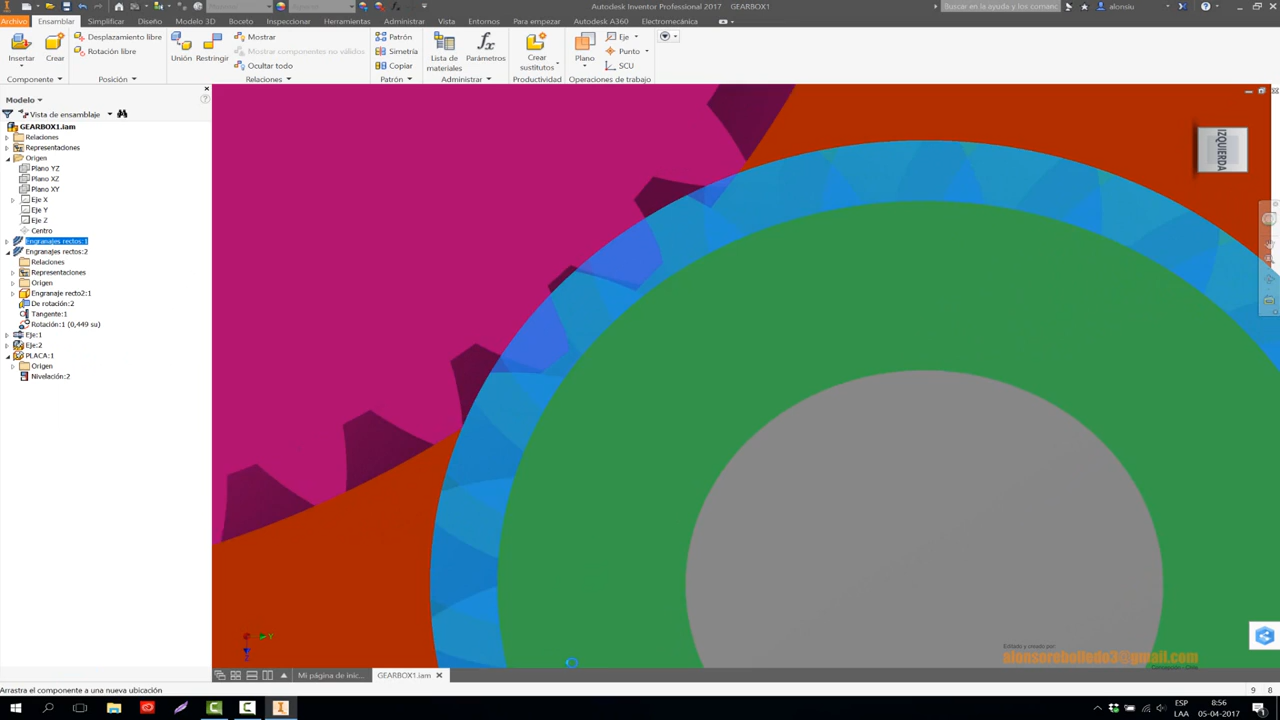 Autodesk Inventor Professional 2017 GEARBOX1
Buscar en la ayuda y los comanc
alonsiu
Archivo Ensamblar Simplificar Diseño Modelo 3D Boceto Inspeccionar Herramientas Administrar Vista Entornos Para empezar Autodesk A360 Electromecánica
Insertar
Crear
Desplazamiento libre
Rotación libre
Unión
Restringir
Mostrar
Mostrar componentes no válidos
Ocultar todo
Patrón
Simetría
Copiar
Lista de
materiales
Parámetros
Crear
sustitutos
Plano
Eje
Punto
SCU
Componente
Posición
Relaciones
Patrón
Administrar
Productividad
Operaciones de trabajo
Modelo
Vista de ensamblaje
GEARBOX1.iam
Relaciones
Representaciones
Origen
Plano YZ
Plano XZ
Plano XY
Eje X
Eje Y
Eje Z
Centro
Engranajes rectos:1
Engranajes rectos:2
Relaciones
Representaciones
Origen
Engranaje recto2:1
De rotación:2
Tangente:1
Rotación:1 (0,449 su)
Eje:1
Eje:2
PLACA:1
Origen
Nivelación:2
IZQUIERDA
Y
Z
Editado y creado por:
alonsorebolledo3@gmail.com
Mi página de inic...
GEARBOX1.iam
Arrastra el componente a una nueva ubicación
9 8
ESP
LAA
8:56
05-04-2017